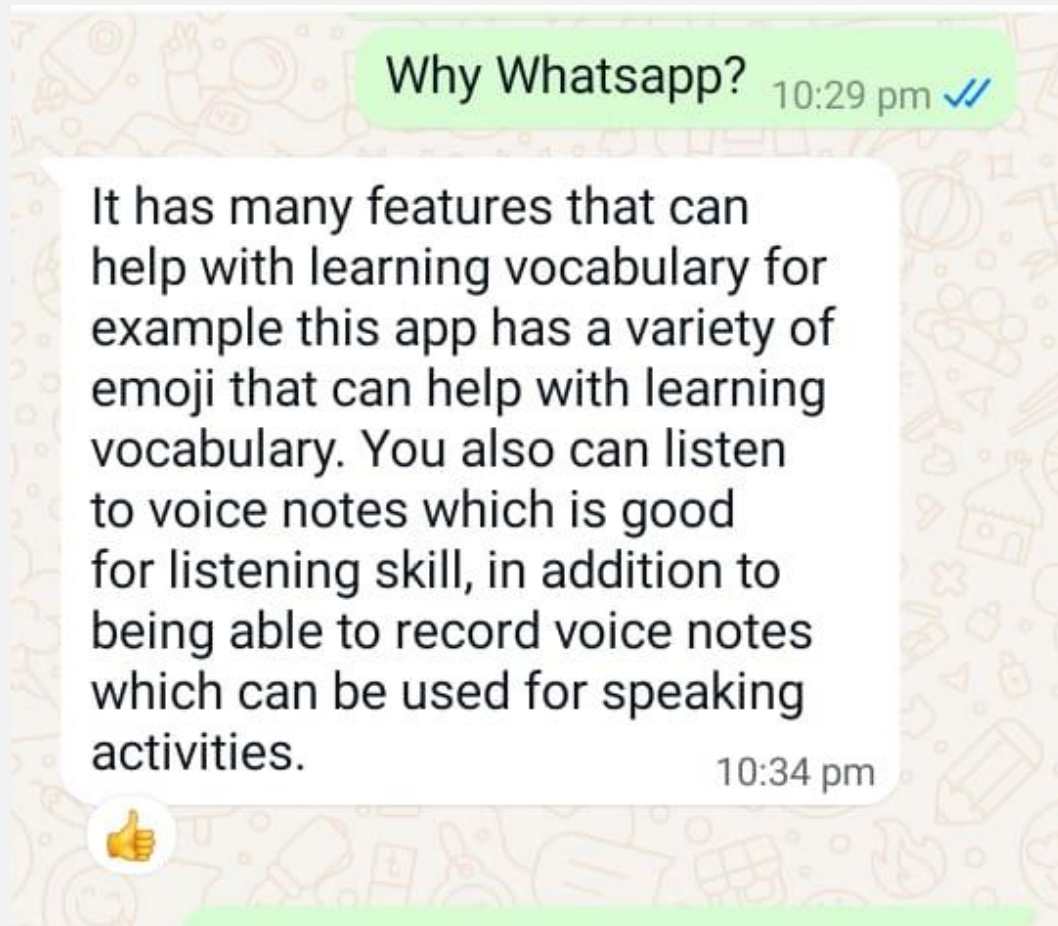 Why Whatsapp? 10:29 pm
It has many features that can
help with learning vocabulary for
example this app has a variety of
emoji that can help with learning
vocabulary. You also can listen
to voice notes which is good
for listening skill, in addition to
being able to record voice notes
which can be used for speaking
activities. 10:34 pm